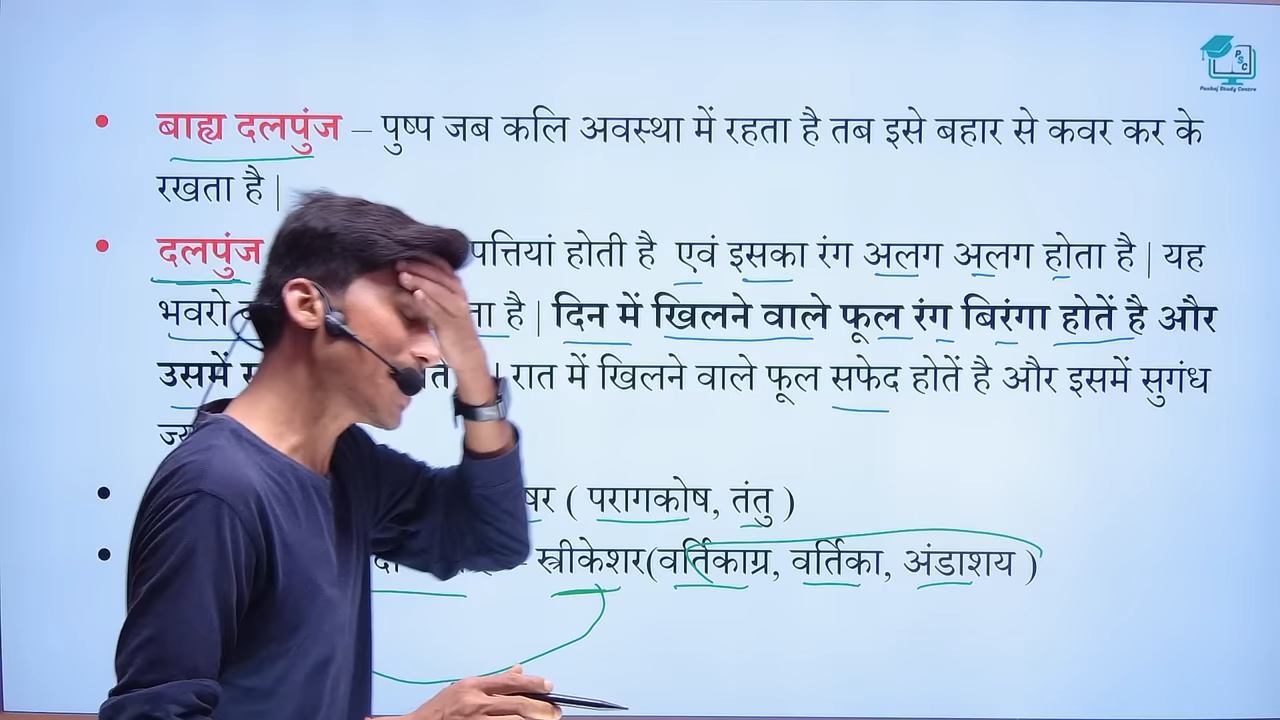 PSC
Pankaj Study Centre
बाह्य दलपुंज – पुष्प जब कलि अवस्था में रहता है तब इसे बहार से कवर कर के
रखता है |
दलपुंज पत्तियां होती है एवं इसका रंग अलग अलग होता है | यह
भवरो है | दिन में खिलने वाले फूल रंग बिरंगा होतें है और
उसमें | रात में खिलने वाले फूल सफेद होतें है और इसमें सुगंध
( परागकोष, तंतु )
– स्त्रीकेशर(वर्तिकाग्र, वर्तिका, अंडाशय )